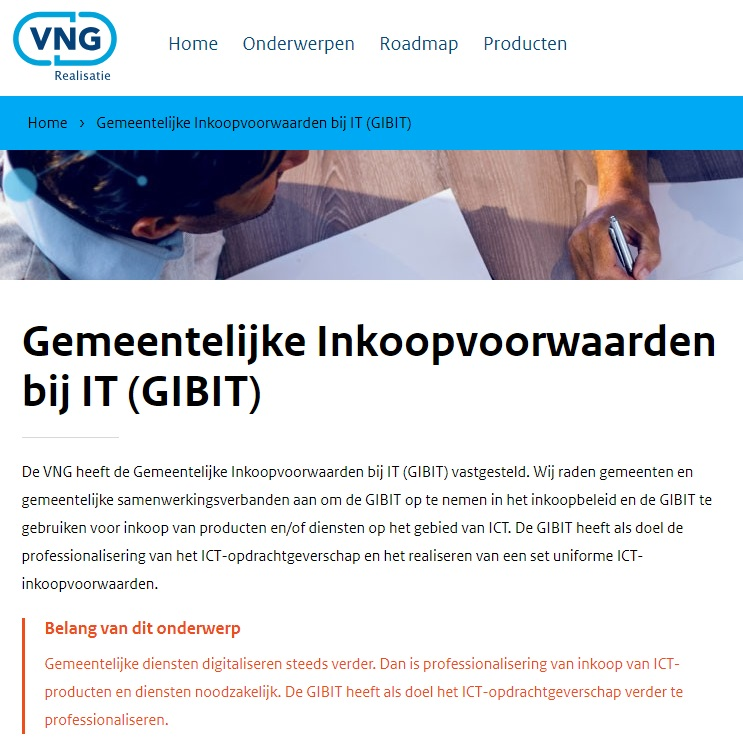 VNG
Realisatie
Home Onderwerpen Roadmap Producten
Home > Gemeentelijke Inkoopvoorwaarden bij IT (GIBIT)
Gemeentelijke Inkoopvoorwaarden
bij IT (GIBIT)
De VNG heeft de Gemeentelijke Inkoopvoorwaarden bij IT (GIBIT) vastgesteld. Wij raden gemeenten en
gemeentelijke samenwerkingsverbanden aan om de GIBIT op te nemen in het inkoopbeleid en de GIBIT te
gebruiken voor inkoop van producten en/of diensten op het gebied van ICT. De GIBIT heeft als doel de
professionalisering van het ICT-opdrachtgeverschap en het realiseren van een set uniforme ICT-
inkoopvoorwaarden.
Belang van dit onderwerp
Gemeentelijke diensten digitaliseren steeds verder. Dan is professionalisering van inkoop van ICT-
producten en diensten noodzakelijk. De GIBIT heeft als doel het ICT-opdrachtgeverschap verder te
professionaliseren.